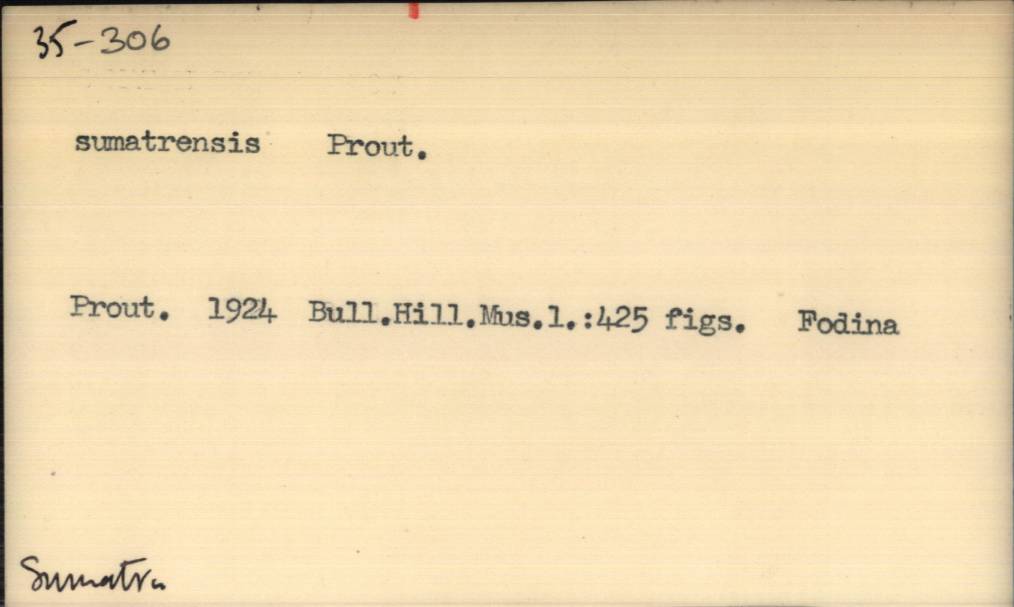 35-306
sumatrensis Prout.
Prout. 1924 Bull.Hill.Mus.1.:425 figs. Fodina
Sumatra